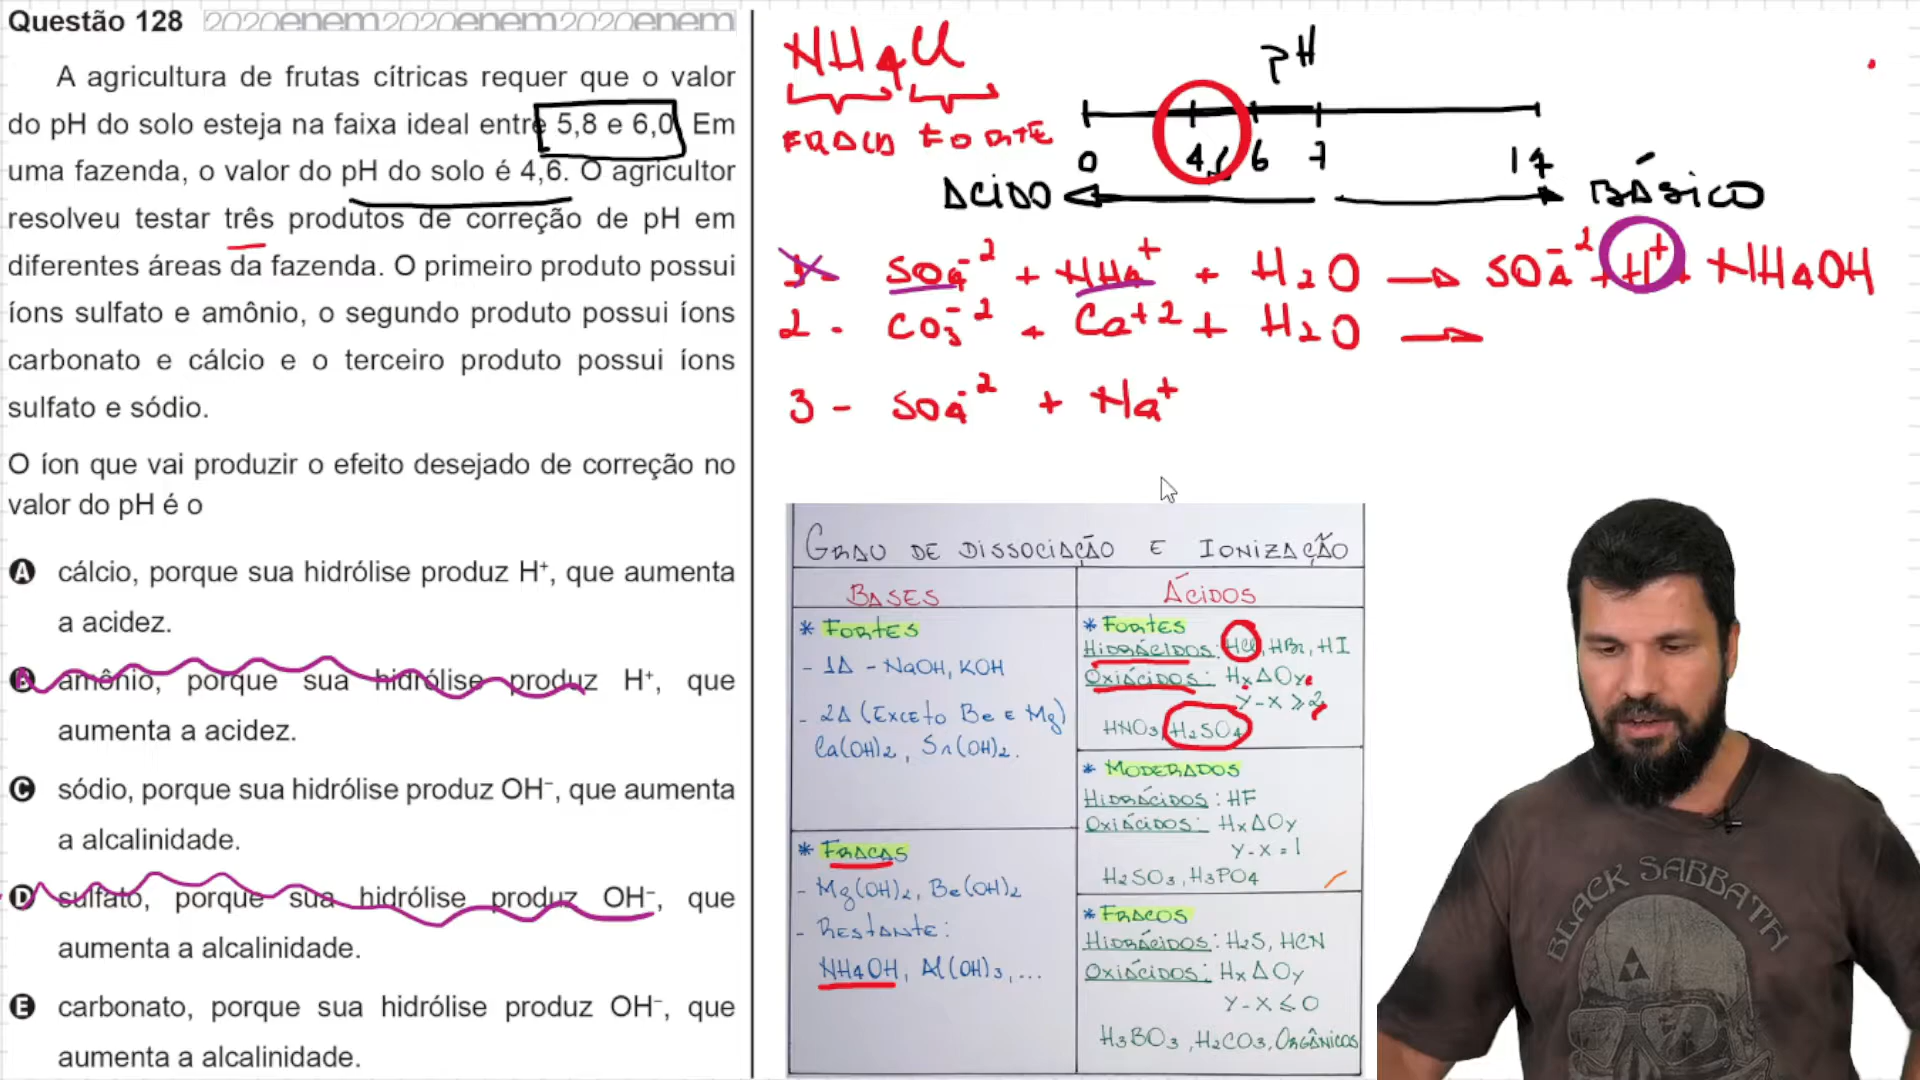 Questão 128
2020enem2020enem2020enem
A agricultura de frutas cítricas requer que o valor
do pH do solo esteja na faixa ideal entre 5,8 e 6,0. Em
uma fazenda, o valor do pH do solo é 4,6. O agricultor
resolveu testar três produtos de correção de pH em
diferentes áreas da fazenda. O primeiro produto possui
íons sulfato e amônio, o segundo produto possui íons
carbonato e cálcio e o terceiro produto possui íons
sulfato e sódio.
O íon que vai produzir o efeito desejado de correção no
valor do pH é o
A cálcio, porque sua hidrólise produz H⁺, que aumenta
a acidez.
B amônio, porque sua hidrólise produz H⁺, que
aumenta a acidez.
C sódio, porque sua hidrólise produz OH⁻, que aumenta
a alcalinidade.
D sulfato, porque sua hidrólise produz OH⁻, que
aumenta a alcalinidade.
E carbonato, porque sua hidrólise produz OH⁻, que
aumenta a alcalinidade.
NH4Cl
FRACA FORTE
pH
0 4,6 6 7 14
ÁCIDO BÁSICO
1 - SO4⁻² + NH4⁺ + H2O → SO4⁻² + H⁺ + NH4OH
2 - CO3⁻² + Ca⁺² + H2O →
3 - SO4⁻² + Na⁺
GRAU DE DISSOCIAÇÃO E IONIZAÇÃO
BASES
* FORTES
- 1A - NaOH, KOH
- 2A (EXCETO Be E Mg)
Ca(OH)2, Sr(OH)2.
* FRACAS
- Mg(OH)2, Be(OH)2
- RESTANTE:
NH4OH, Al(OH)3, ...
ÁCIDOS
* FORTES
HIDRÁCIDOS: HCl, HBr, HI
OXIÁCIDOS: HxAOy
y-x ≥ 2
HNO3, H2SO4
* MODERADOS
HIDRÁCIDOS: HF
OXIÁCIDOS: HxAOy
y-x = 1
H2SO3, H3PO4
* FRACOS
HIDRÁCIDOS: H2S, HCN
OXIÁCIDOS: HxAOy
y-x ≤ 0
H3BO3, H2CO3, ORGÂNICOS
BLACK SABBATH